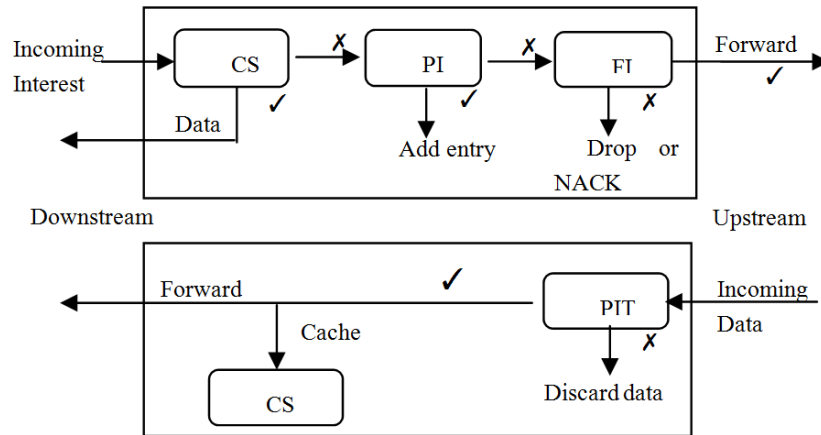 Incoming
Interest
CS
✗
PI
✗
FI
Forward
✓
✓
✓
✗
Data
Add entry
Drop or
NACK
Downstream
Upstream
Forward
✓
PIT
Incoming
Data
✗
Cache
Discard data
CS